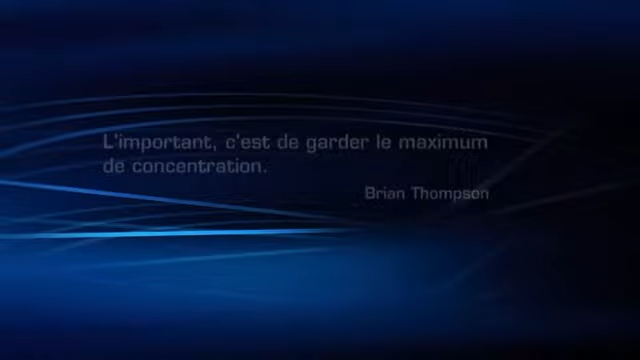 L'important, c'est de garder le maximum
de concentration.
Brian Thompson